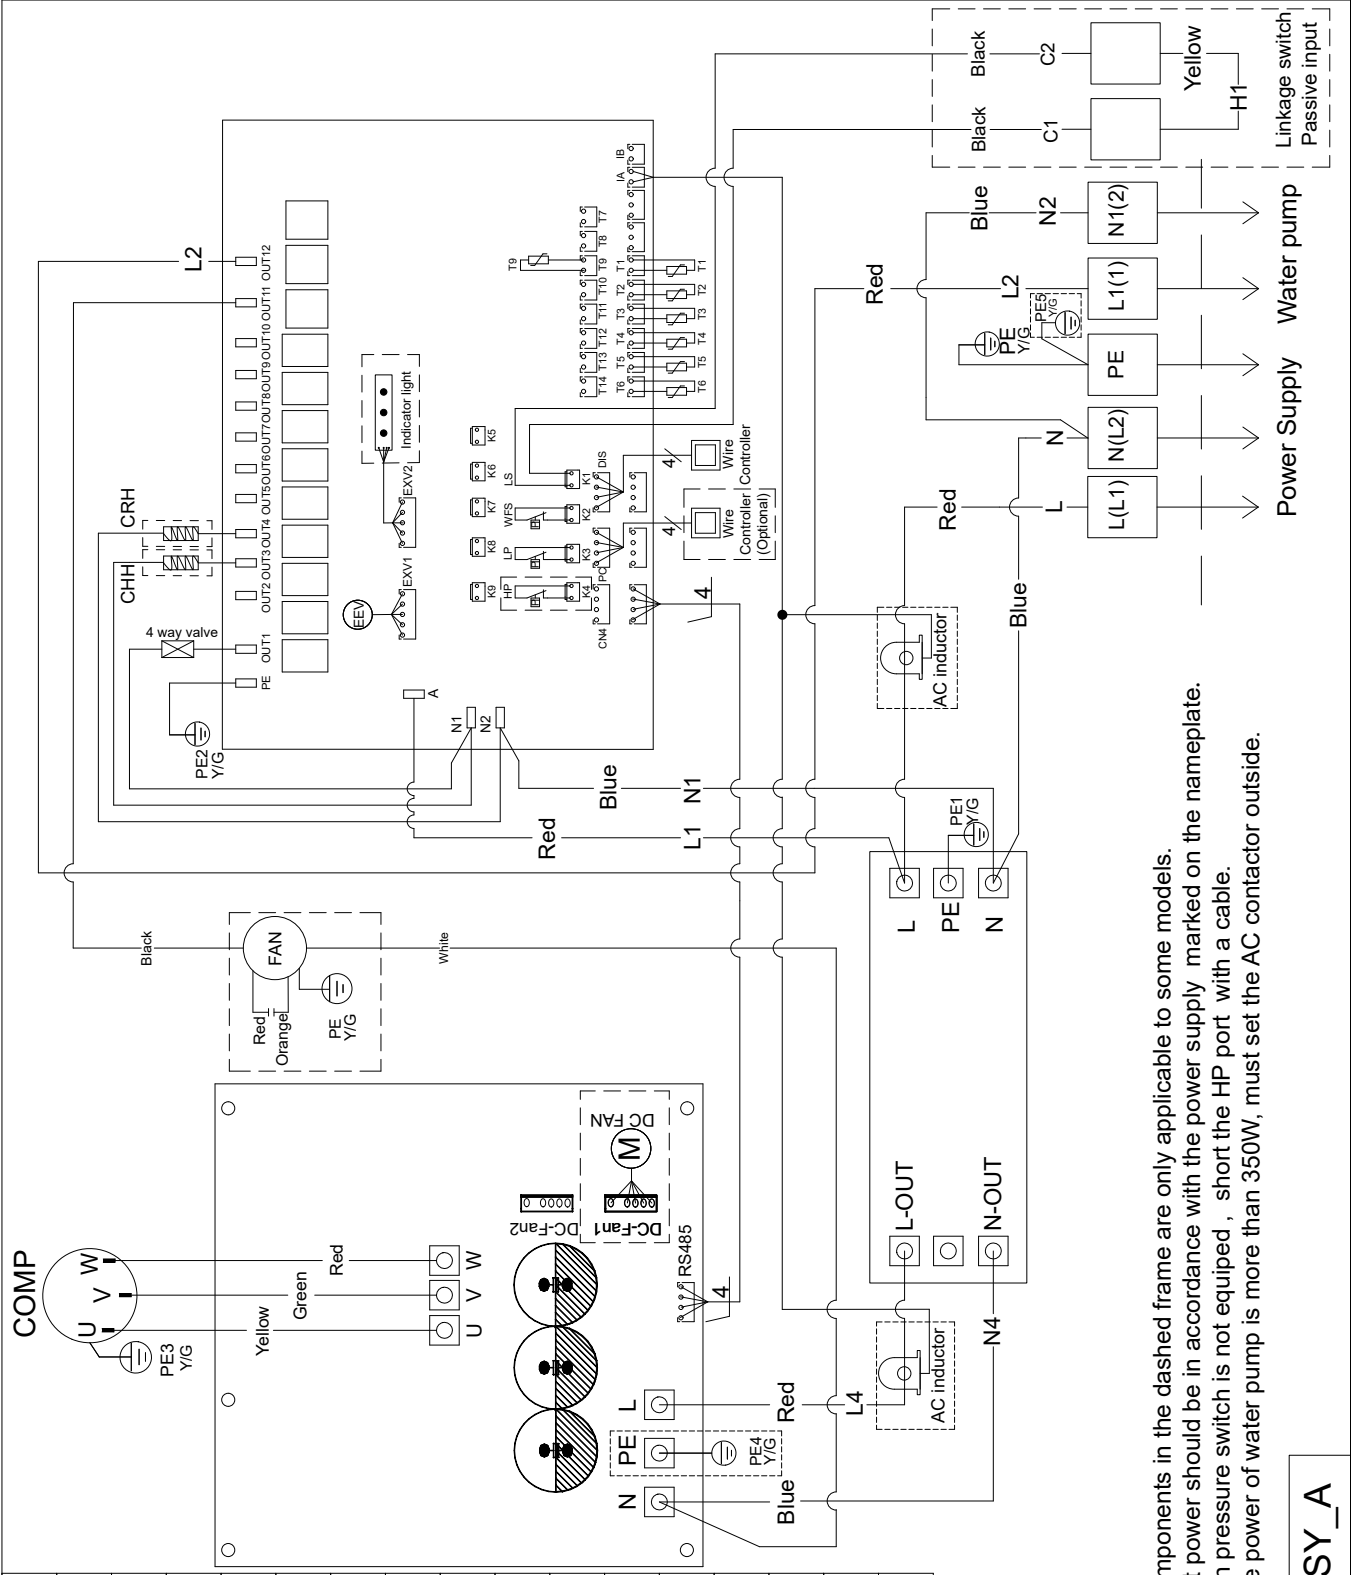 COMP
U
V
W
PE3
Y/G
Yellow
Green
Red
U
V
W
DC-Fan2
DC-Fan1
DC FAN
M
RS485
4
N
PE
L
PE4
Y/G
Blue
Red
L4
N4
AC inductor
L-OUT
N-OUT
L
PE
N
PE1
Y/G
Black
FAN
Red
Orange
PE
Y/G
White
L2
CHH
CRH
4 way valve
PE2
Y/G
PE
OUT1
OUT2
OUT3
OUT4
OUT5
OUT6
OUT7
OUT8
OUT9
OUT10
OUT11
OUT12
A
N1
N2
EEV
EXV1
EXV2
Indicator light
K9
K8
K7
K6
K5
HP
LP
WFS
LS
K4
K3
K2
K1
CN4
PC
DIS
T14
T13
T12
T11
T10
T9
T8
T7
T9
T6
T5
T4
T3
T2
T1
IA
IB
T6
T5
T4
T3
T2
T1
4
4
4
Wire
Controller
(Optional)
Wire
Controller
Red
L1
Blue
N1
AC inductor
Blue
Red
L
N
PE
Y/G
PE5
Y/G
Red
L2
Blue
N2
L(L1)
N(L2)
PE
L1(1)
N1(2)
Power Supply
Water pump
Black
C1
Black
C2
Yellow
H1
Linkage switch
Passive input
mponents in the dashed frame are only applicable to some models.
t power should be in accordance with the power supply marked on the nameplate.
h pressure switch is not equiped , short the HP port with a cable.
e power of water pump is more than 350W, must set the AC contactor outside.
SY_A